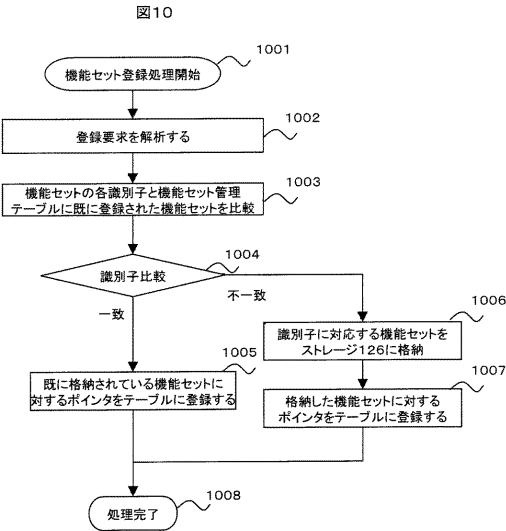 図10
機能セット登録処理開始
1001
登録要求を解析する
1002
機能セットの各識別子と機能セット管理
テーブルに既に登録された機能セットを比較
1003
識別子比較
1004
一致
不一致
識別子に対応する機能セットを
ストレージ126に格納
1006
既に格納されている機能セットに
対するポインタをテーブルに登録する
1005
格納した機能セットに対する
ポインタをテーブルに登録する
1007
処理完了
1008